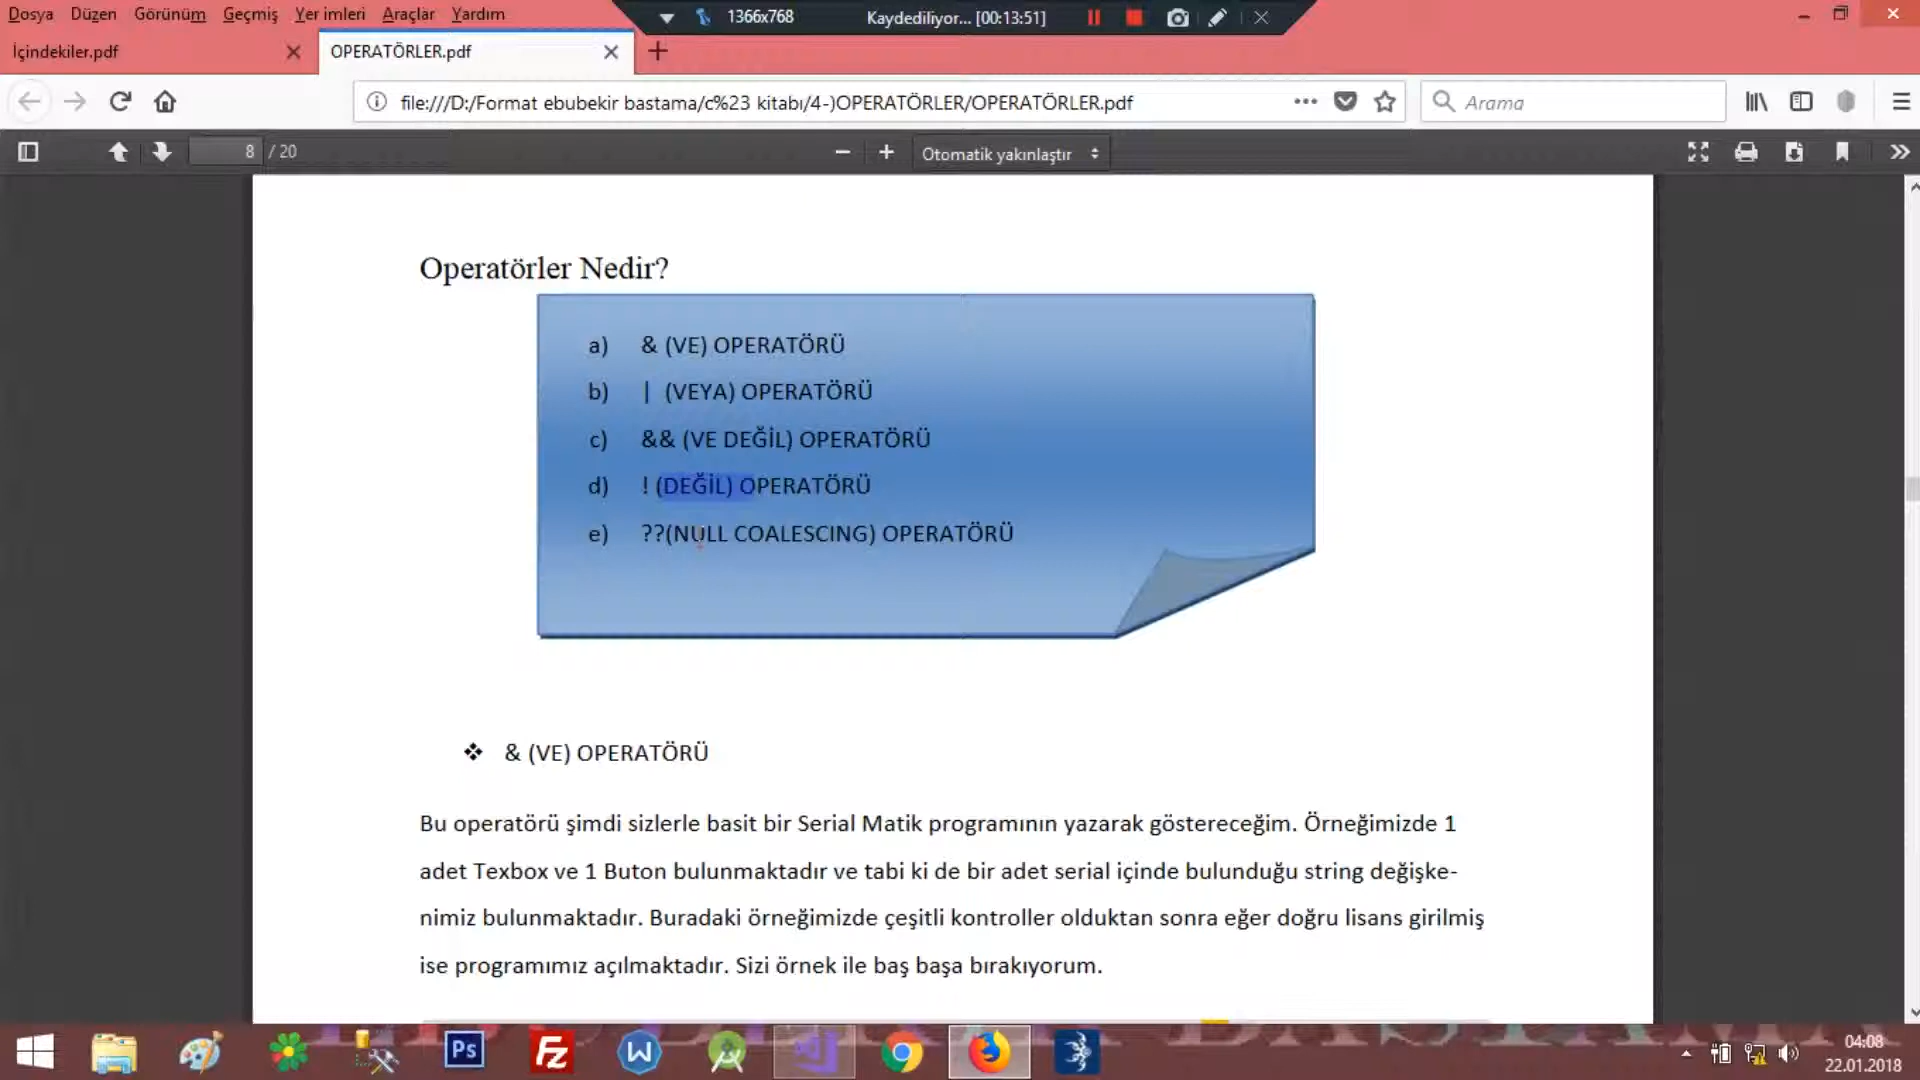 Dosya Düzen Görünüm Geçmiş Yer imleri Araçlar Yardım
1366x768 Kaydediliyor... [00:13:51]
İçindekiler.pdf
OPERATÖRLER.pdf
file:///D:/Format ebubekir bastama/c%23 kitabı/4-)OPERATÖRLER/OPERATÖRLER.pdf
Arama
8 / 20
Otomatik yakınlaştır
Operatörler Nedir?
a) & (VE) OPERATÖRÜ
b) | (VEYA) OPERATÖRÜ
c) && (VE DEĞİL) OPERATÖRÜ
d) ! (DEĞİL) OPERATÖRÜ
e) ??(NULL COALESCING) OPERATÖRÜ
❖ & (VE) OPERATÖRÜ
Bu operatörü şimdi sizlerle basit bir Serial Matik programının yazarak göstereceğim. Örneğimizde 1
adet Texbox ve 1 Buton bulunmaktadır ve tabi ki de bir adet serial içinde bulunduğu string değişke-
nimiz bulunmaktadır. Buradaki örneğimizde çeşitli kontroller olduktan sonra eğer doğru lisans girilmiş
ise programımız açılmaktadır. Sizi örnek ile baş başa bırakıyorum.
Ps
04:08
22.01.2018